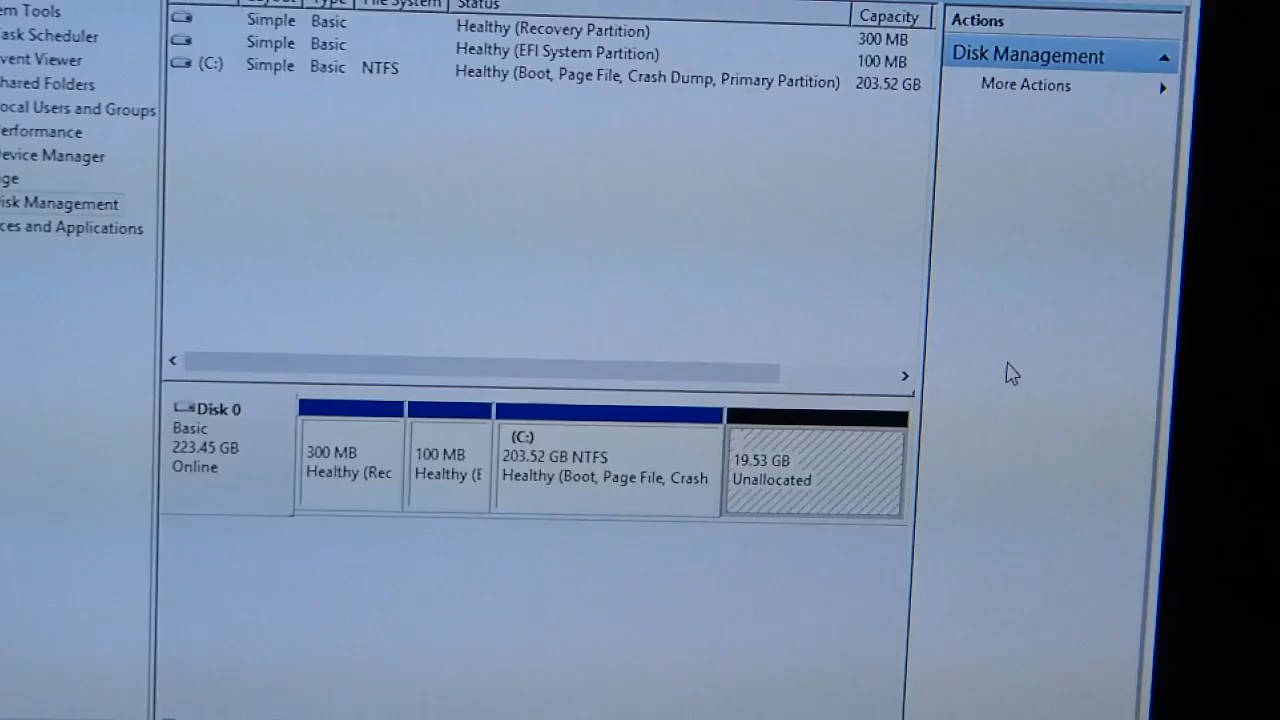 em Tools
ask Scheduler
vent Viewer
hared Folders
ocal Users and Groups
erformance
evice Manager
ge
isk Management
ces and Applications
Layout Type File System Status Capacity
Simple Basic Healthy (Recovery Partition) 300 MB
Simple Basic Healthy (EFI System Partition) 100 MB
(C:) Simple Basic NTFS Healthy (Boot, Page File, Crash Dump, Primary Partition) 203.52 GB
Actions
Disk Management
More Actions
Disk 0
Basic
223.45 GB
Online
300 MB
Healthy (Rec
100 MB
Healthy (E
(C:)
203.52 GB NTFS
Healthy (Boot, Page File, Crash
19.53 GB
Unallocated